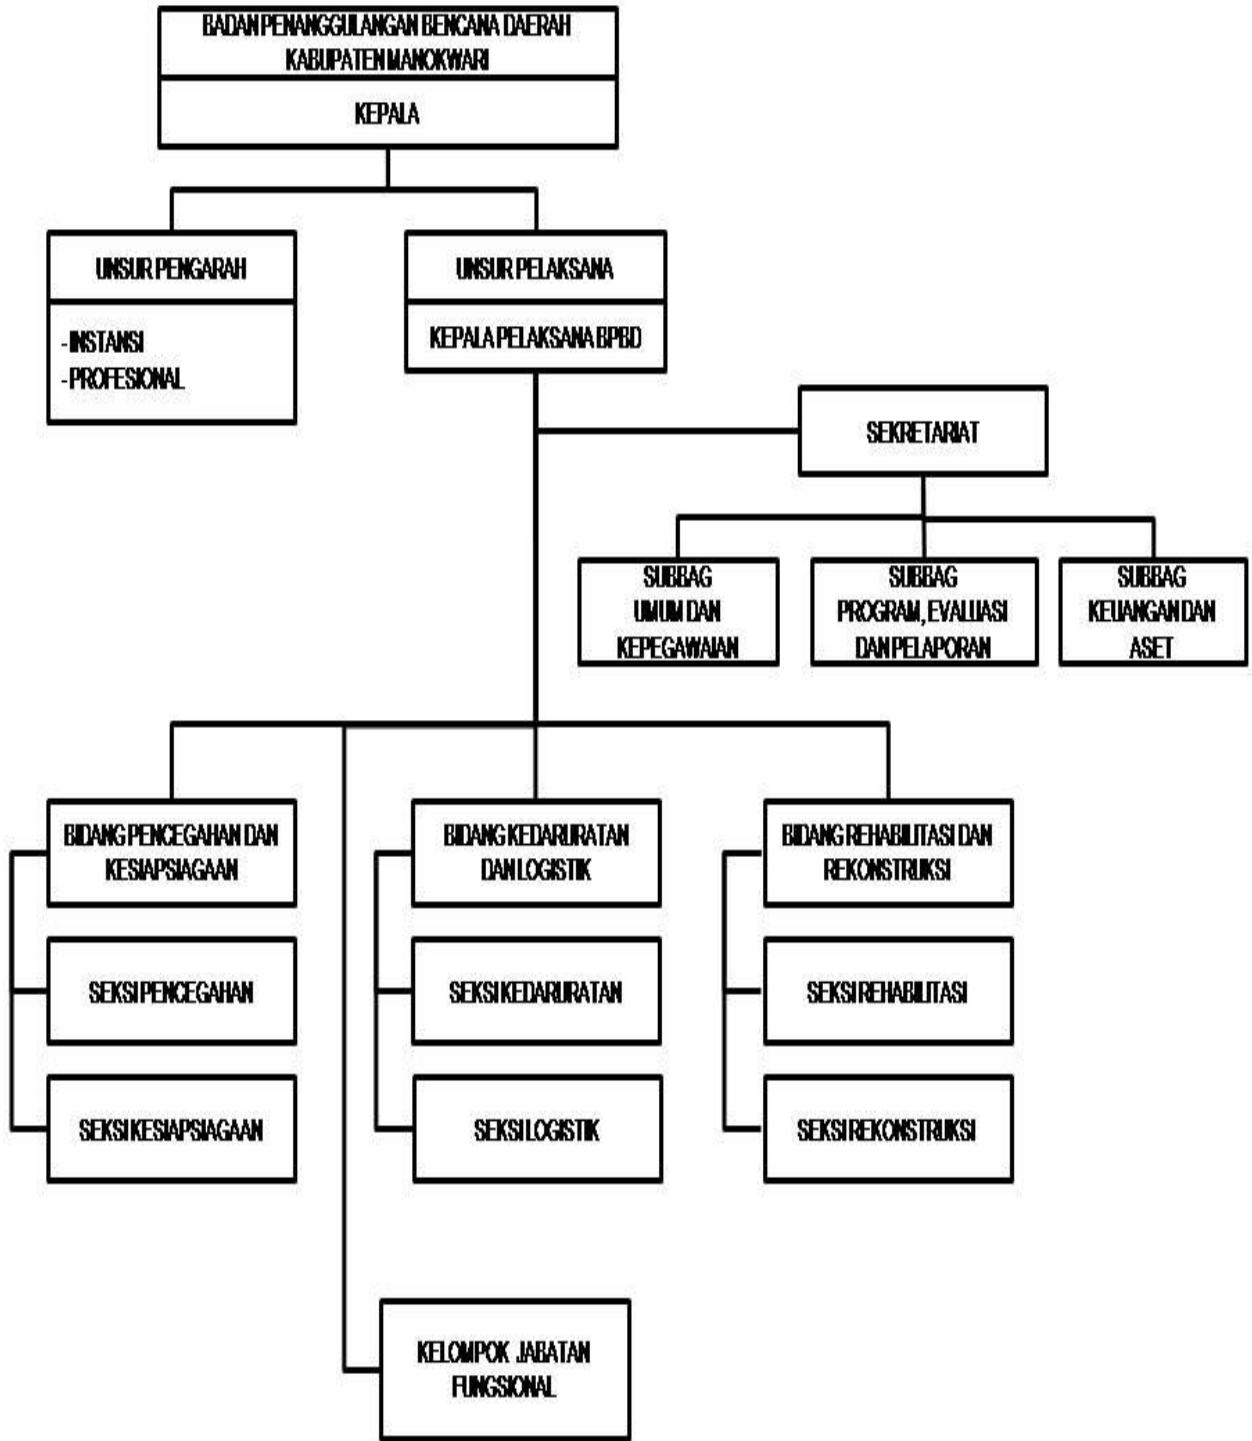 BADAN PENANGGULANGAN BENCANA DAERAH
KABUPATEN MANOKWARI
KEPALA
UNSUR PENGARAH
- INSTANSI
- PROFESIONAL
UNSUR PELAKSANA
KEPALA PELAKSANA BPBD
SEKRETARIAT
SUBBAG
UMUM DAN
KEPEGAWAIAN
SUBBAG
PROGRAM, EVALUASI
DAN PELAPORAN
SUBBAG
KEUANGAN DAN
ASET
BIDANG PENCEGAHAN DAN
KESIAPSIAGAAN
SEKSI PENCEGAHAN
SEKSI KESIAPSIAGAAN
BIDANG KEDARURATAN
DAN LOGISTIK
SEKSI KEDARURATAN
SEKSI LOGISTIK
BIDANG REHABILITASI DAN
REKONSTRUKSI
SEKSI REHABILITASI
SEKSI REKONSTRUKSI
KELOMPOK JABATAN
FUNGSIONAL